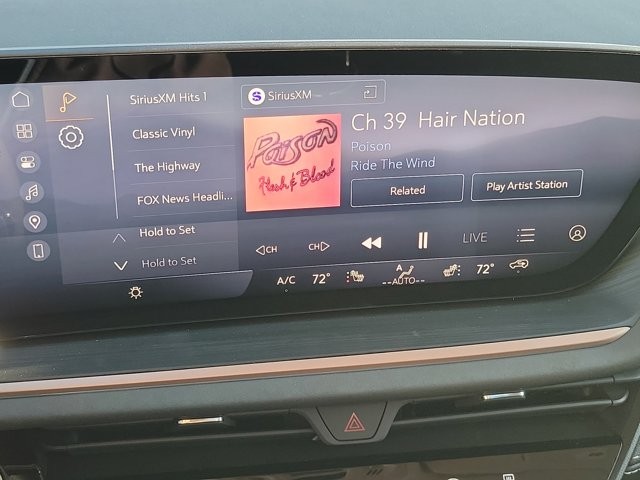 SiriusXM Hits 1
Classic Vinyl
The Highway
FOX News Headli...
Hold to Set
Hold to Set
S SiriusXM
Poison
Flesh & Blood
Ch 39 Hair Nation
Poison
Ride The Wind
Related
Play Artist Station
CH
CH
LIVE
A/C 72°
A
--AUTO--
72°